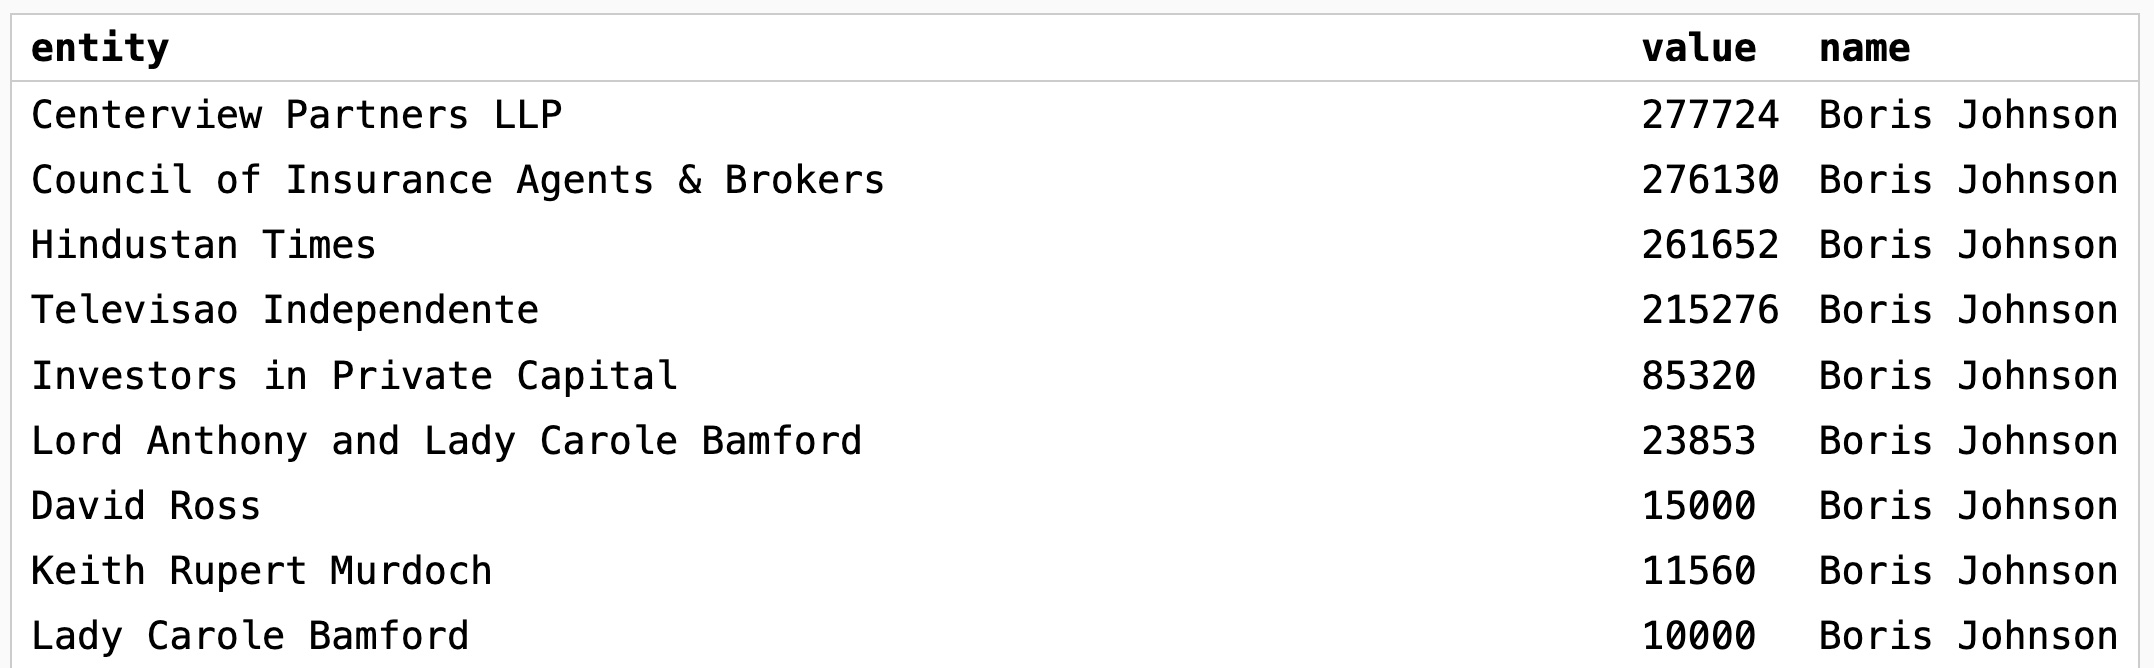 entity value name
Centerview Partners LLP 277724 Boris Johnson
Council of Insurance Agents & Brokers 276130 Boris Johnson
Hindustan Times 261652 Boris Johnson
Televisao Independente 215276 Boris Johnson
Investors in Private Capital 85320 Boris Johnson
Lord Anthony and Lady Carole Bamford 23853 Boris Johnson
David Ross 15000 Boris Johnson
Keith Rupert Murdoch 11560 Boris Johnson
Lady Carole Bamford 10000 Boris Johnson